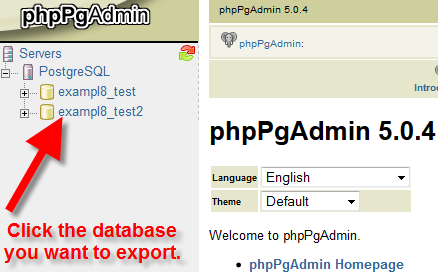 phpPgAdmin
Servers
PostgreSQL
exampl8_test
exampl8_test2
Click the database
you want to export.
phpPgAdmin 5.0.4
phpPgAdmin:
Introd
phpPgAdmin 5.0.4
Language English
Theme Default
Welcome to phpPgAdmin.
• phpPgAdmin Homepage